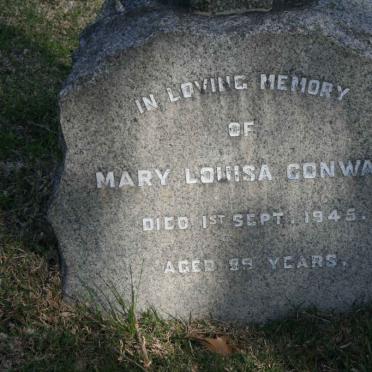 IN LOVING MEMORY
OF
MARY LOUISA CONWA
DIED 1ST SEPT. 1945.
AGED 89 YEARS.